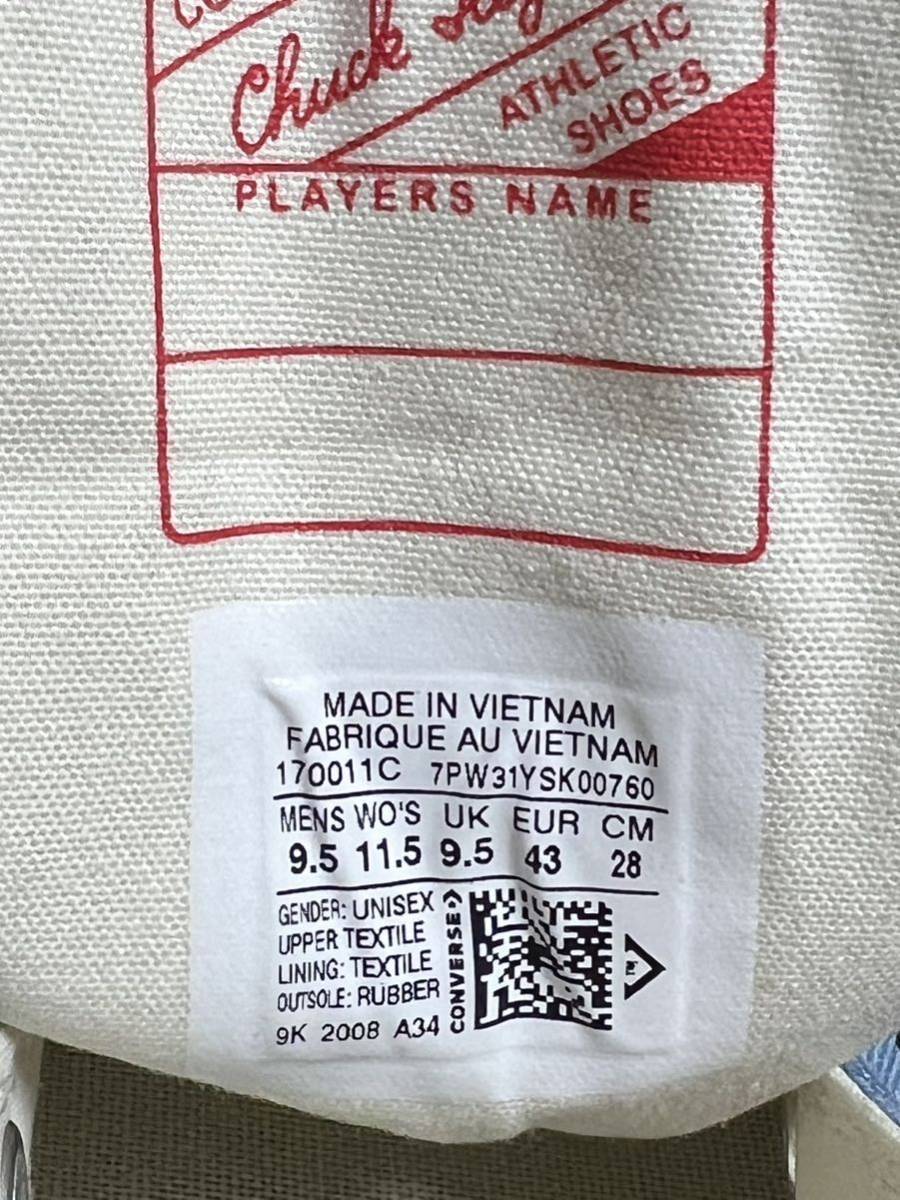 Chuck
ATHLETIC
SHOES
PLAYERS NAME
MADE IN VIETNAM
FABRIQUE AU VIETNAM
170011C 7PW31YSK00760
MENS WO'S UK EUR CM
9.5 11.5 9.5 43 28
GENDER: UNISEX
UPPER TEXTILE
LINING: TEXTILE
OUTSOLE: RUBBER
9K 2008 A34
CONVERSE